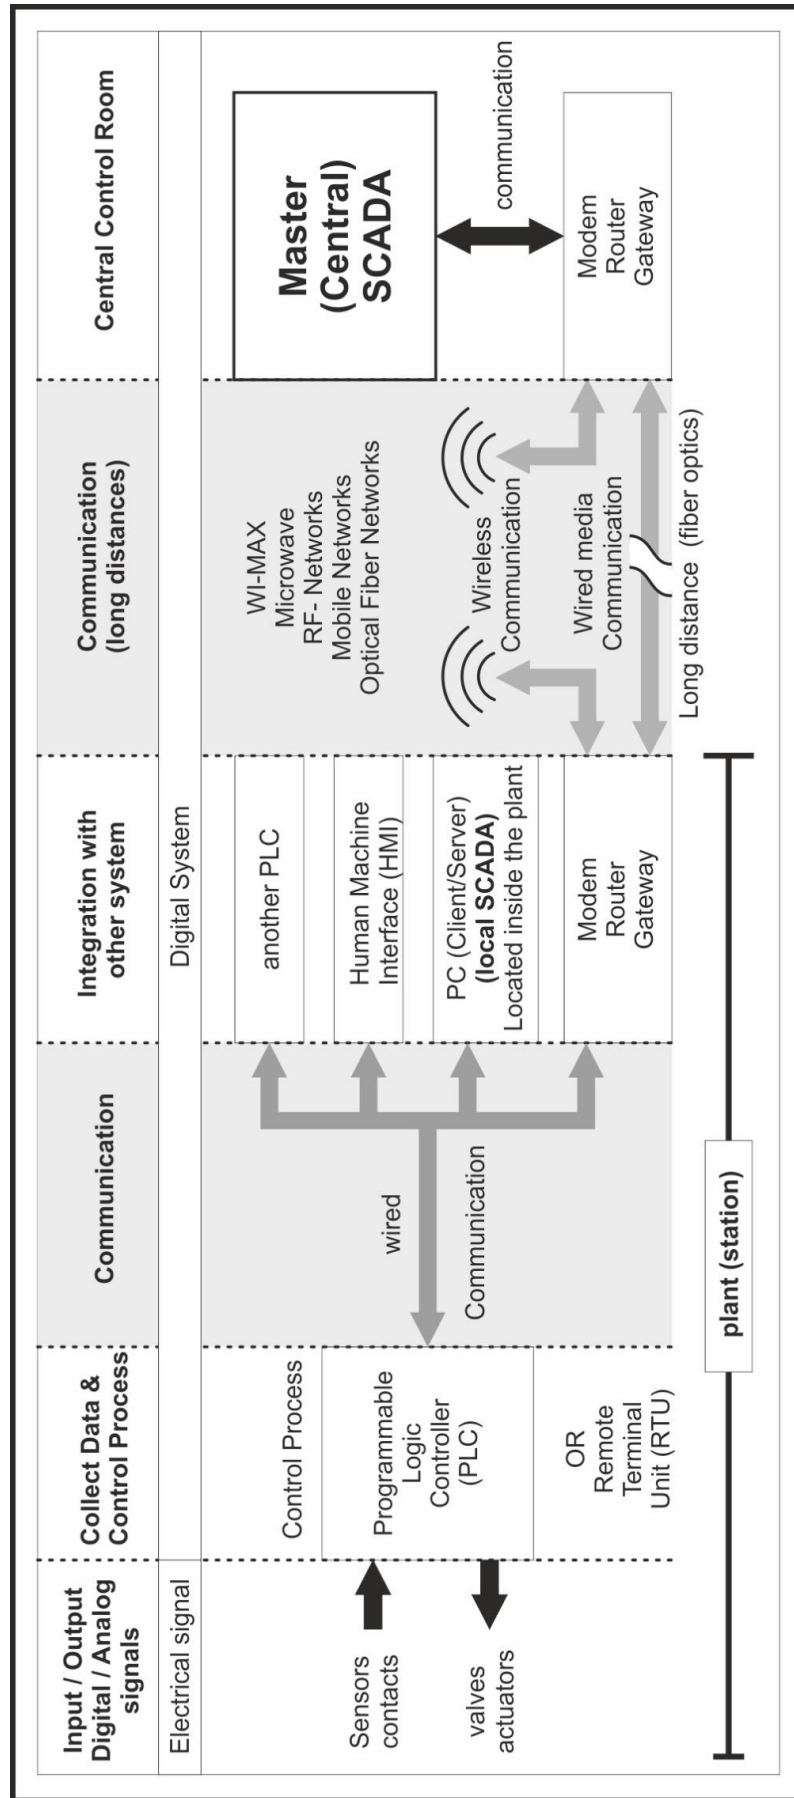 Input / Output
Digital / Analog
signals
Collect Data &
Control Process
Communication
Integration with
other system
Communication
(long distances)
Central Control Room
Electrical signal
Digital System
Sensors
contacts
valves
actuators
Control Process
Programmable
Logic
Controller
(PLC)
OR
Remote
Terminal
Unit (RTU)
wired
Communication
another PLC
Human Machine
Interface (HMI)
PC (Client/Server)
(local SCADA)
Located inside the plant
Modem
Router
Gateway
WI-MAX
Microwave
RF- Networks
Mobile Networks
Optical Fiber Networks
Wireless
Communication
Wired media
Communication
Long distance (fiber optics)
Master
(Central)
SCADA
communication
Modem
Router
Gateway
plant (station)